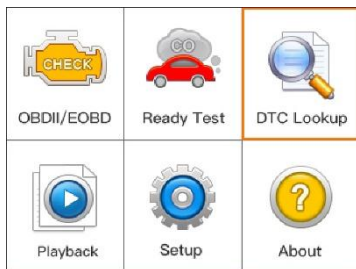 CHECK
CO
OBDII/EOBD
Ready Test
DTC Lookup
?
Playback
Setup
About